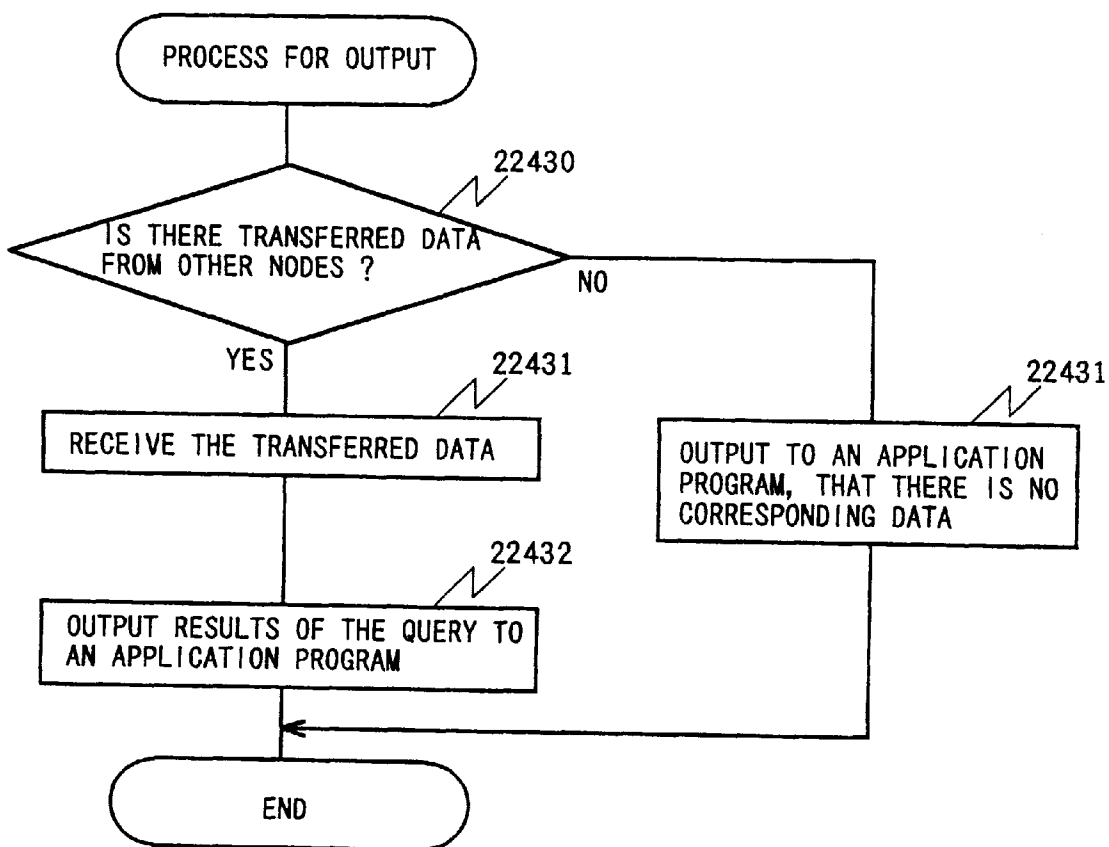 PROCESS FOR OUTPUT
22430
IS THERE TRANSFERRED DATA
FROM OTHER NODES ?
NO
YES
22431
RECEIVE THE TRANSFERRED DATA
22431
OUTPUT TO AN APPLICATION
PROGRAM, THAT THERE IS NO
CORRESPONDING DATA
22432
OUTPUT RESULTS OF THE QUERY TO
AN APPLICATION PROGRAM
END